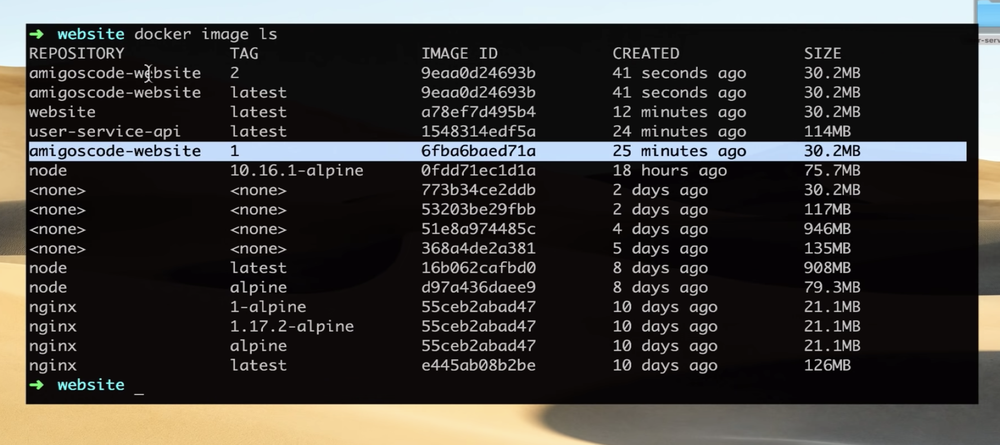 ➜ website docker image ls
REPOSITORY TAG IMAGE ID CREATED SIZE
amigoscode-website 2 9eaa0d24693b 41 seconds ago 30.2MB
amigoscode-website latest 9eaa0d24693b 41 seconds ago 30.2MB
website latest a78ef7d495b4 12 minutes ago 30.2MB
user-service-api latest 1548314edf5a 24 minutes ago 114MB
amigoscode-website 1 6fba6baed71a 25 minutes ago 30.2MB
node 10.16.1-alpine 0fdd71ec1d1a 18 hours ago 75.7MB
<none> <none> 773b34ce2ddb 2 days ago 30.2MB
<none> <none> 53203be29fbb 2 days ago 117MB
<none> <none> 51e8a974485c 4 days ago 946MB
<none> <none> 368a4de2a381 5 days ago 135MB
node latest 16b062cafbd0 8 days ago 908MB
node alpine d97a436daee9 8 days ago 79.3MB
nginx 1-alpine 55ceb2abad47 10 days ago 21.1MB
nginx 1.17.2-alpine 55ceb2abad47 10 days ago 21.1MB
nginx alpine 55ceb2abad47 10 days ago 21.1MB
nginx latest e445ab08b2be 10 days ago 126MB
➜ website _